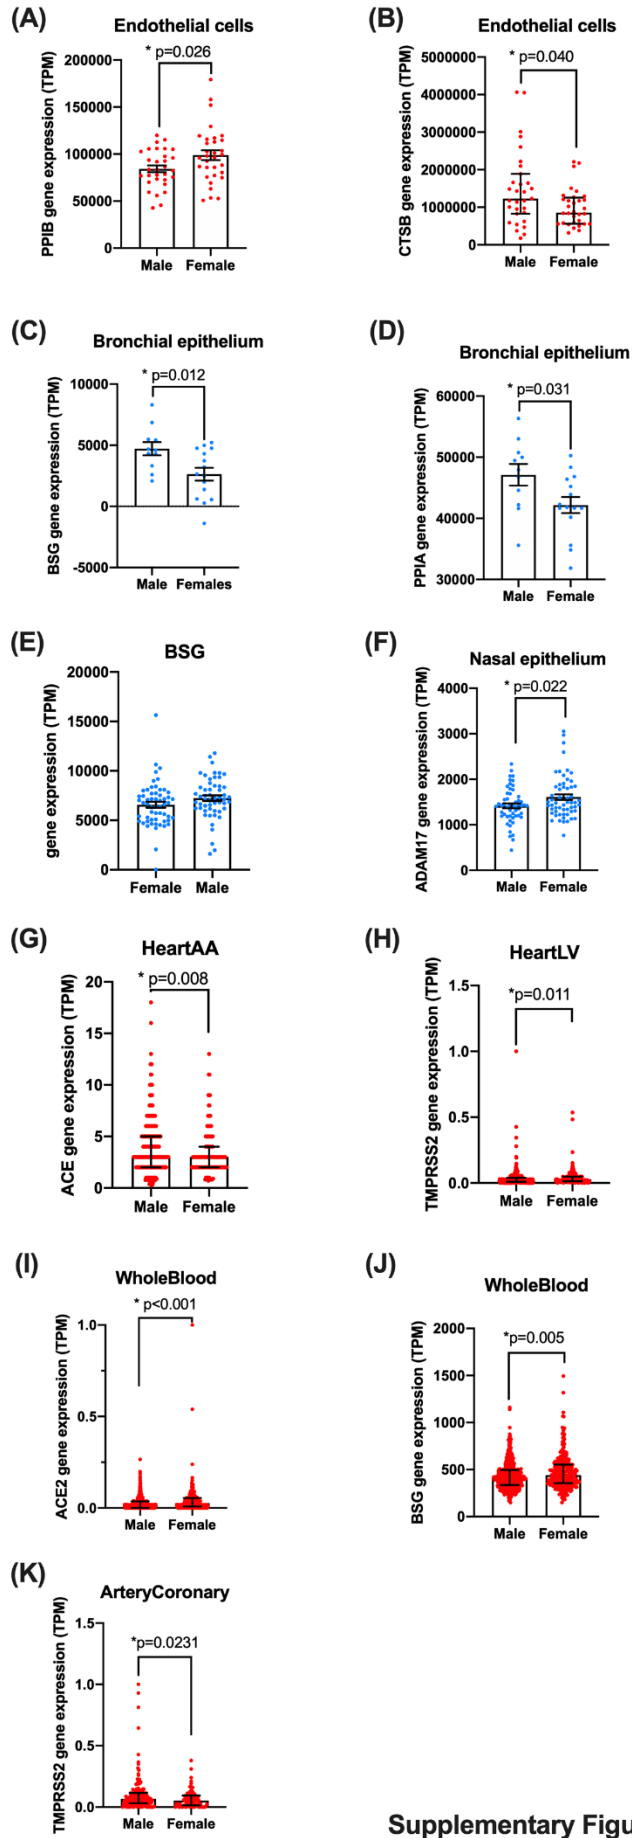 (A)
Endothelial cells
* p=0.026
PPIB gene expression (TPM)
200000
150000
100000
50000
0
Male Female
(B)
Endothelial cells
* p=0.040
CTSB gene expression (TPM)
5000000
4000000
3000000
2000000
1000000
0
Male Female
(C)
Bronchial epithelium
* p=0.012
BSG gene expression (TPM)
10000
5000
0
-5000
Male Females
(D)
Bronchial epithelium
* p=0.031
PPIA gene expression (TPM)
60000
50000
40000
30000
Male Female
(E)
BSG
gene expression (TPM)
20000
15000
10000
5000
0
Female Male
(F)
Nasal epithelium
* p=0.022
ADAM17 gene expression (TPM)
4000
3000
2000
1000
0
Male Female
(G)
HeartAA
* p=0.008
ACE gene expression (TPM)
20
15
10
5
0
Male Female
(H)
HeartLV
*p=0.011
TMPRSS2 gene expression (TPM)
1.5
1.0
0.5
0.0
Male Female
(I)
WholeBlood
* p<0.001
ACE2 gene expression (TPM)
1.0
0.5
0.0
Male Female
(J)
WholeBlood
*p=0.005
BSG gene expression (TPM)
2000
1500
1000
500
0
Male Female
(K)
ArteryCoronary
*p=0.0231
TMPRSS2 gene expression (TPM)
1.5
1.0
0.5
0.0
Male Female
Supplementary Figu